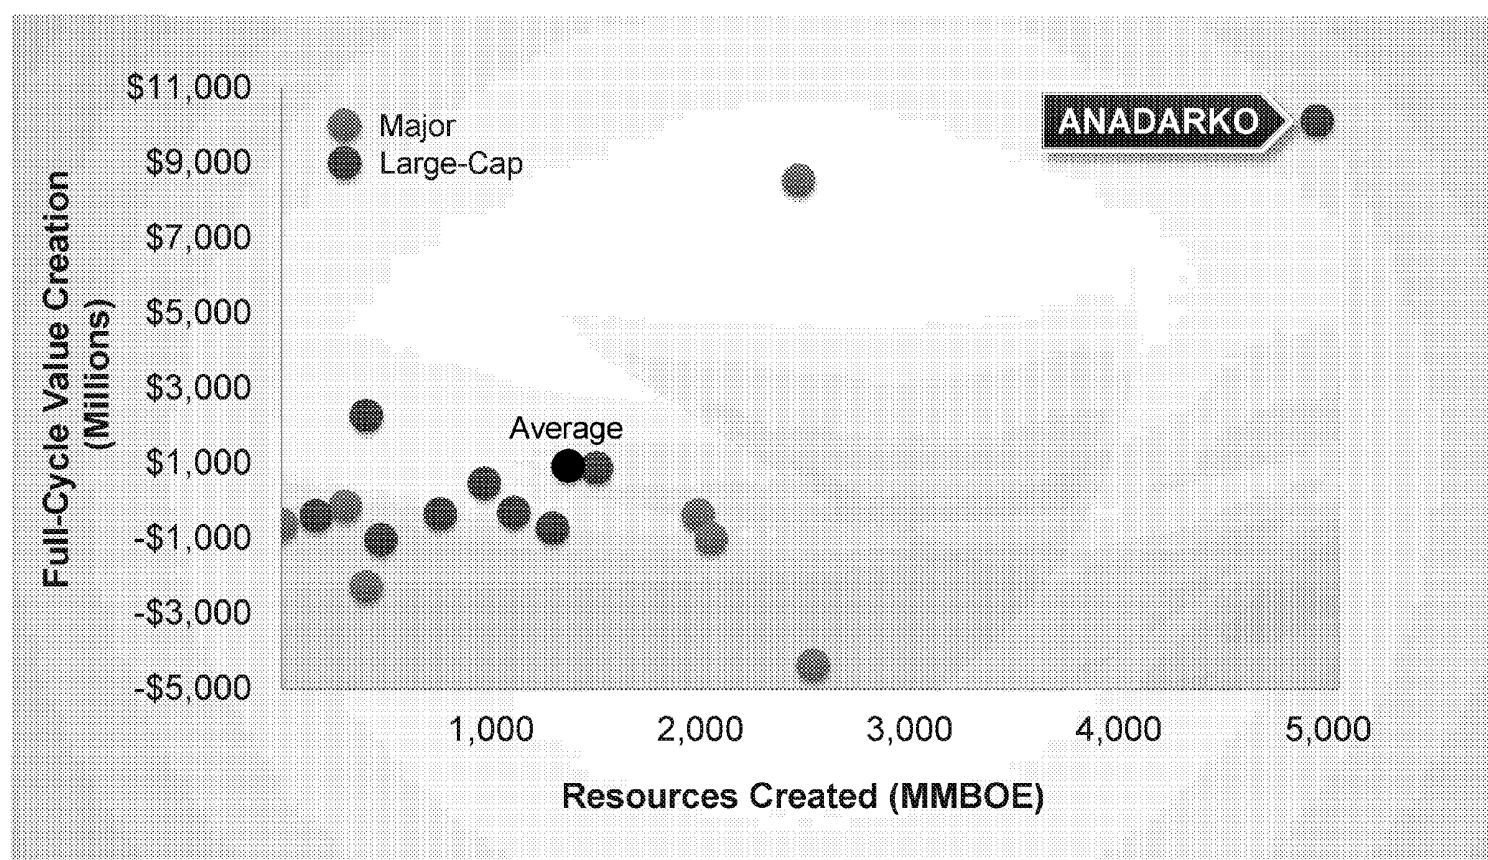 $11,000
$9,000
$7,000
$5,000
$3,000
$1,000
-$1,000
-$3,000
-$5,000
Full-Cycle Value Creation
(Millions)
Major
Large-Cap
ANADARKO
Average
1,000 2,000 3,000 4,000 5,000
Resources Created (MMBOE)